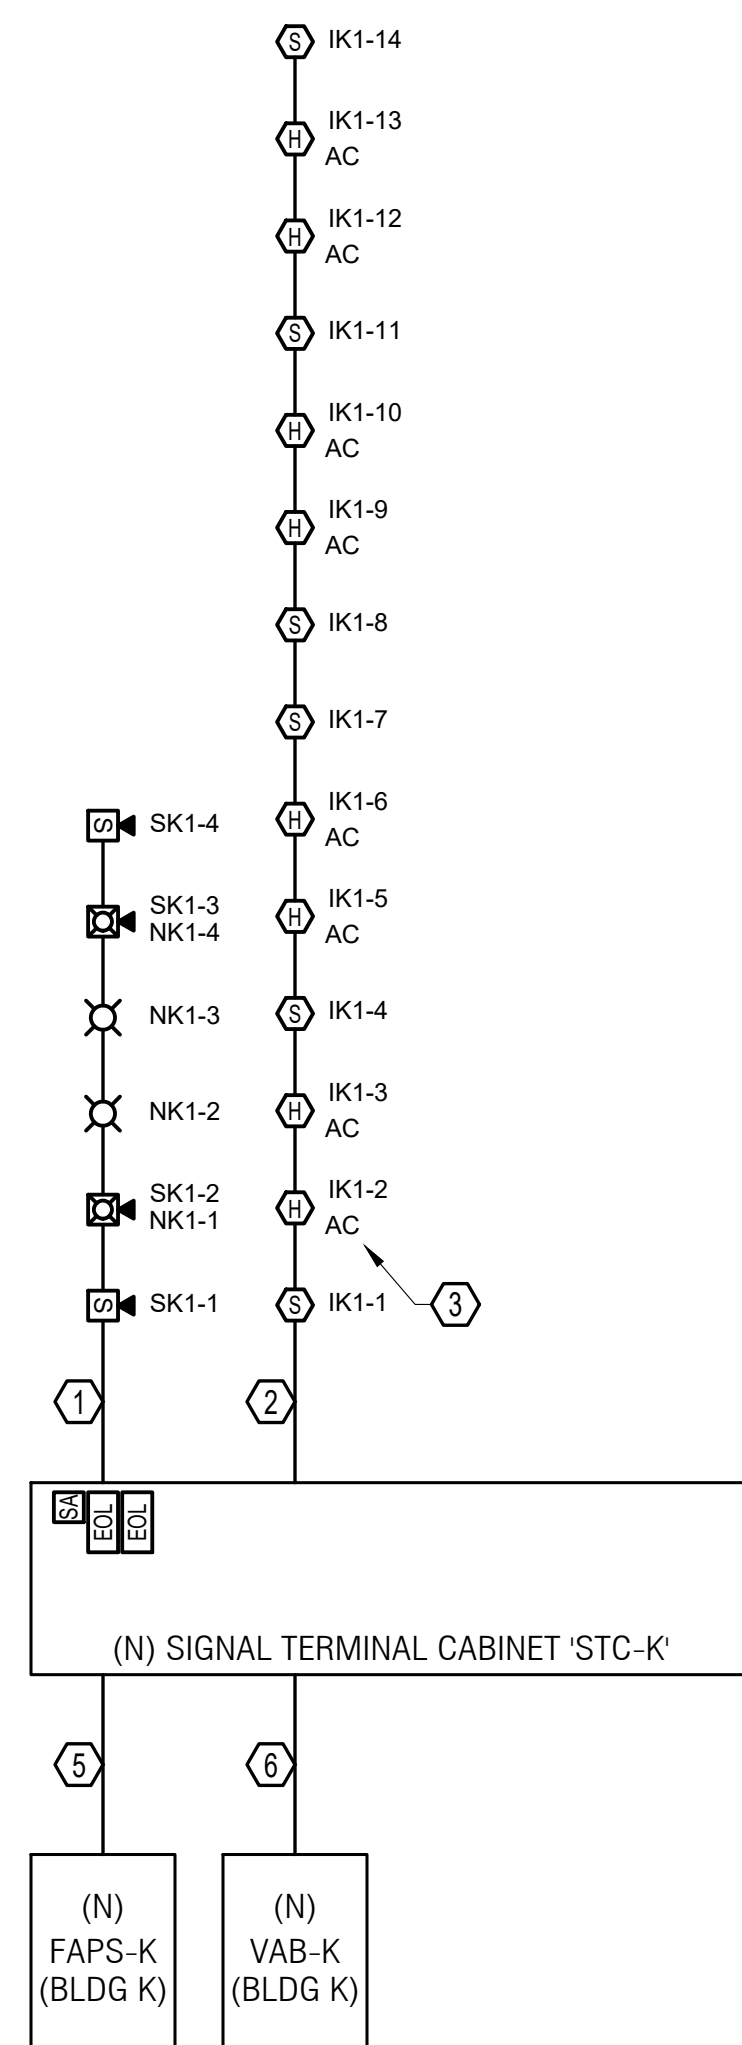 S IK1-14
H IK1-13
AC
H IK1-12
AC
S IK1-11
H IK1-10
AC
H IK1-9
AC
S IK1-8
S IK1-7
H IK1-6
AC
S SK1-4
H IK1-5
AC
SK1-3
NK1-4
S IK1-4
NK1-3
H IK1-3
AC
NK1-2
H IK1-2
AC
SK1-2
NK1-1
S SK1-1
S IK1-1
3
1
2
SA
EOL
EOL
(N) SIGNAL TERMINAL CABINET 'STC-K'
5
6
(N)
FAPS-K
(BLDG K)
(N)
VAB-K
(BLDG K)